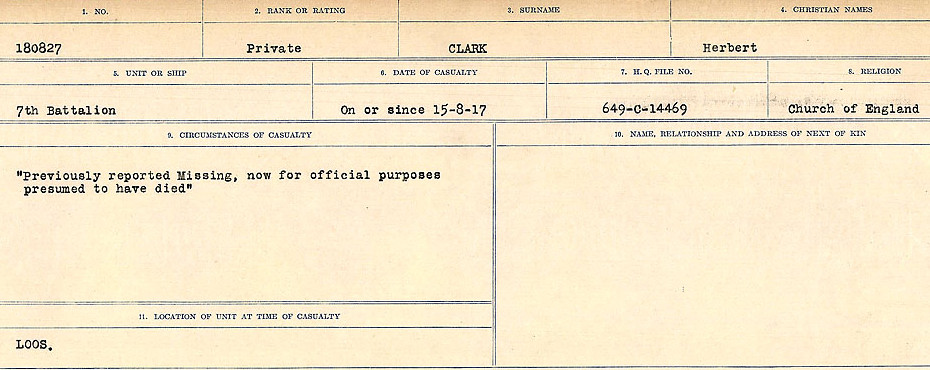 1. NO. 2. RANK OR RATING 3. SURNAME 4. CHRISTIAN NAMES
180827 Private CLARK Herbert
5. UNIT OR SHIP 6. DATE OF CASUALTY 7. H.Q. FILE NO. 8. RELIGION
7th Battalion On or since 15-8-17 649-C-14469 Church of England
9. CIRCUMSTANCES OF CASUALTY 10. NAME, RELATIONSHIP AND ADDRESS OF NEXT OF KIN
"Previously reported Missing, now for official purposes
presumed to have died"
11. LOCATION OF UNIT AT TIME OF CASUALTY
LOOS.